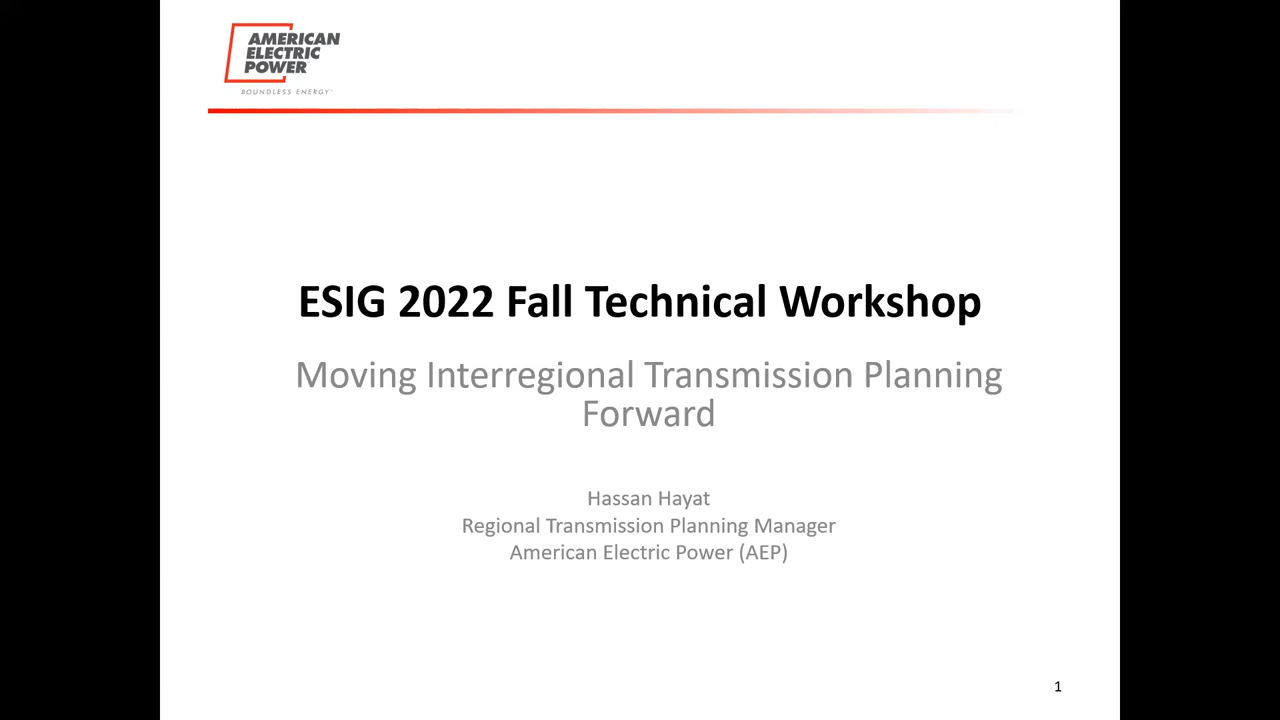 AMERICAN
ELECTRIC
POWER
BOUNDLESS ENERGY™
ESIG 2022 Fall Technical Workshop
Moving Interregional Transmission Planning
Forward
Hassan Hayat
Regional Transmission Planning Manager
American Electric Power (AEP)
1